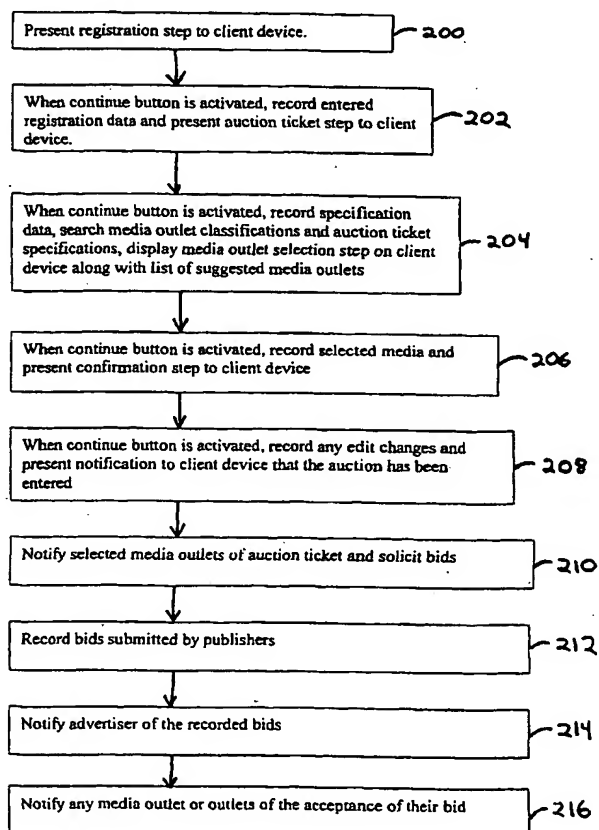 Present registration step to client device.
200
When continue button is activated, record entered
registration data and present auction ticket step to client
device.
202
When continue button is activated, record specification
data, search media outlet classifications and auction ticket
specifications, display media outlet selection step on client
device along with list of suggested media outlets
204
When continue button is activated, record selected media and
present confirmation step to client device
206
When continue button is activated, record any edit changes and
present notification to client device that the auction has been
entered
208
Notify selected media outlets of auction ticket and solicit bids
210
Record bids submitted by publishers
212
Notify advertiser of the recorded bids
214
Notify any media outlet or outlets of the acceptance of their bid
216